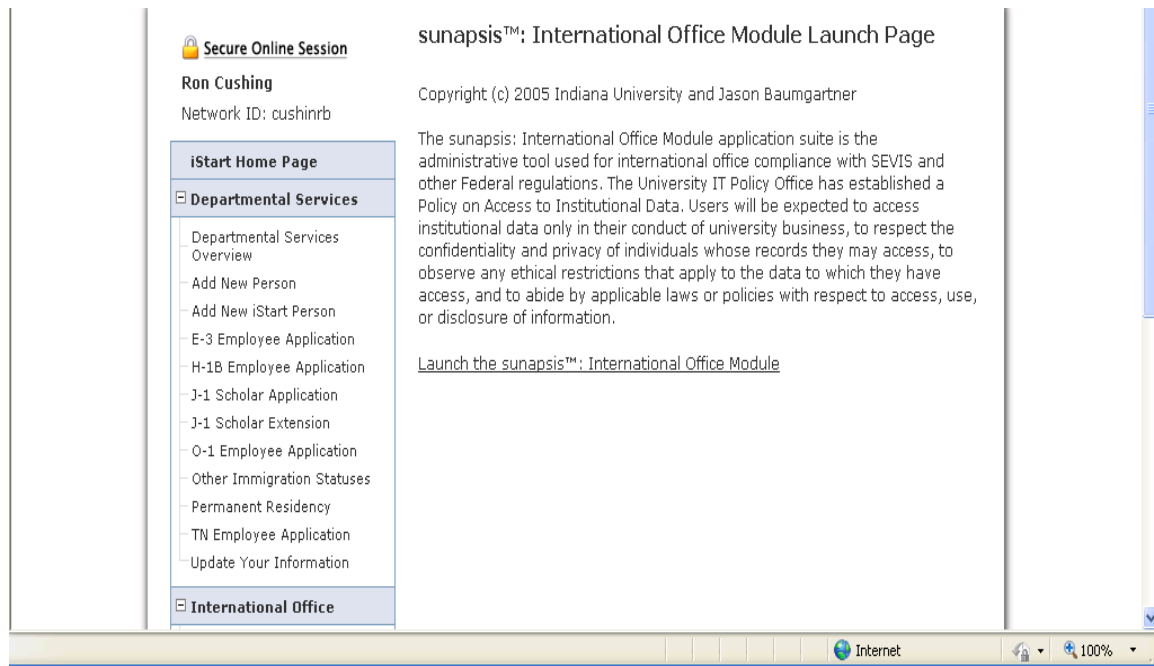 Secure Online Session
Ron Cushing
Network ID: cushinrb
iStart Home Page
Departmental Services
Departmental Services
Overview
Add New Person
Add New iStart Person
E-3 Employee Application
H-1B Employee Application
J-1 Scholar Application
J-1 Scholar Extension
O-1 Employee Application
Other Immigration Statuses
Permanent Residency
TN Employee Application
Update Your Information
International Office
sunapsis™: International Office Module Launch Page
Copyright (c) 2005 Indiana University and Jason Baumgartner
The sunapsis: International Office Module application suite is the
administrative tool used for international office compliance with SEVIS and
other Federal regulations. The University IT Policy Office has established a
Policy on Access to Institutional Data. Users will be expected to access
institutional data only in their conduct of university business, to respect the
confidentiality and privacy of individuals whose records they may access, to
observe any ethical restrictions that apply to the data to which they have
access, and to abide by applicable laws or policies with respect to access, use,
or disclosure of information.
Launch the sunapsis™: International Office Module
Internet
100%